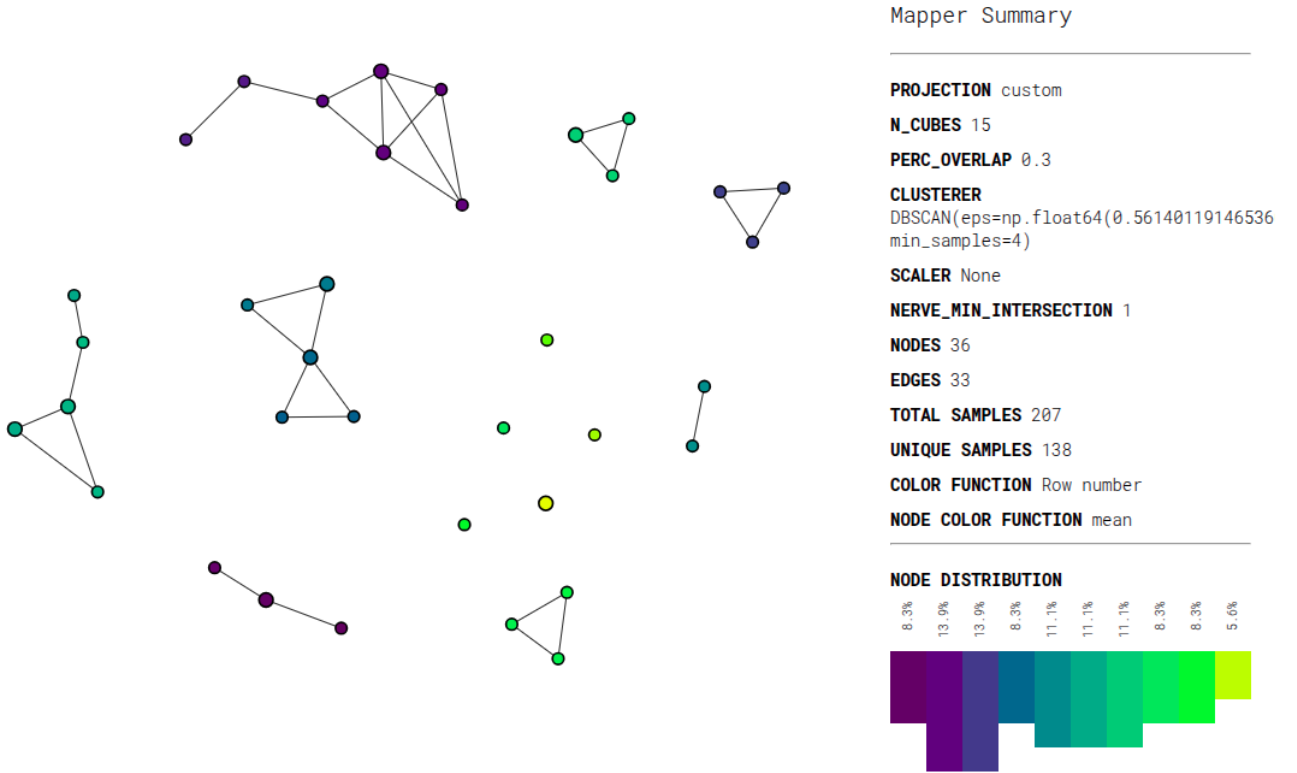 Mapper Summary
PROJECTION custom
N_CUBES 15
PERC_OVERLAP 0.3
CLUSTERER
DBSCAN(eps=np.float64(0.56140119146536
min_samples=4)
SCALER None
NERVE_MIN_INTERSECTION 1
NODES 36
EDGES 33
TOTAL SAMPLES 207
UNIQUE SAMPLES 138
COLOR FUNCTION Row number
NODE COLOR FUNCTION mean
NODE DISTRIBUTION
8.3%
13.9%
13.9%
8.3%
11.1%
11.1%
11.1%
8.3%
8.3%
5.6%